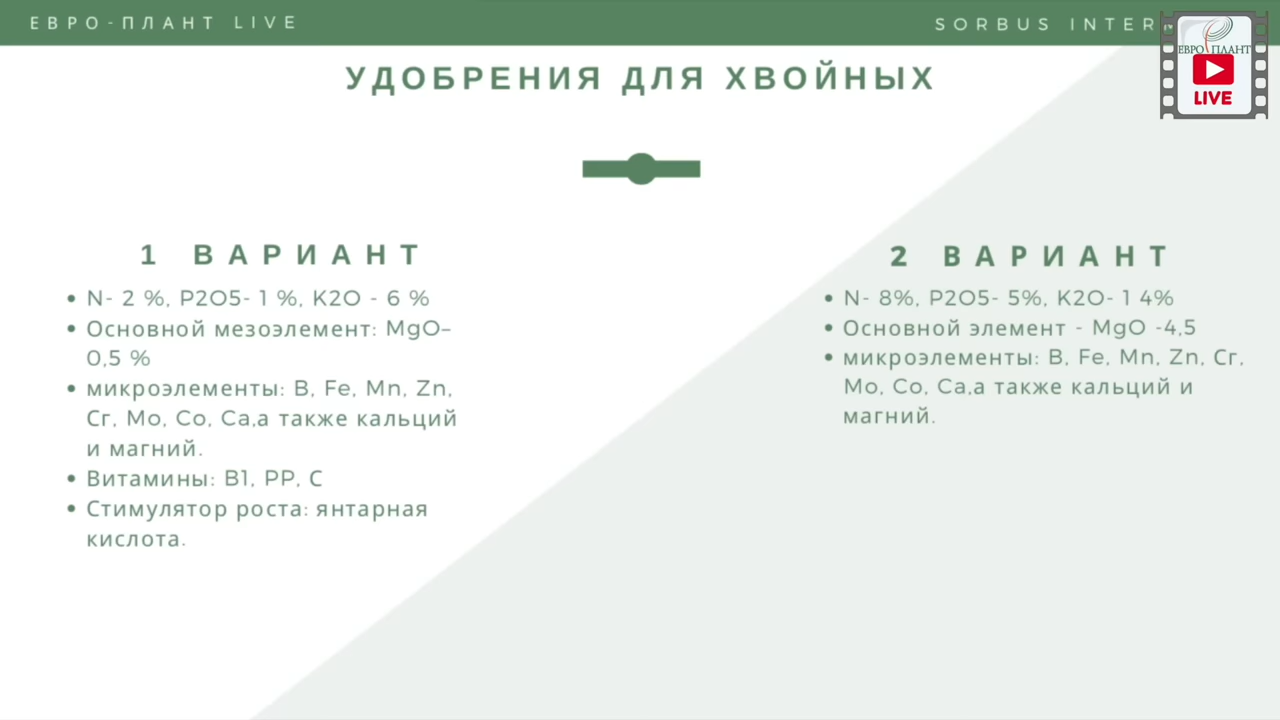 ЕВРО-ПЛАНТ LIVE
SORBUS INTER
ЕВРО ПЛАНТ
LIVE
УДОБРЕНИЯ ДЛЯ ХВОЙНЫХ
1 ВАРИАНТ
• N- 2 %, P2O5- 1 %, K2O - 6 %
• Основной мезоэлемент: MgO–
0,5 %
• микроэлементы: B, Fe, Mn, Zn,
Cr, Mo, Co, Ca,а также кальций
и магний.
• Витамины: B1, PP, C
• Стимулятор роста: янтарная
кислота.
2 ВАРИАНТ
• N- 8%, P2O5- 5%, K2O- 1 4%
• Основной элемент - MgO -4,5
• микроэлементы: B, Fe, Mn, Zn, Cr,
Mo, Co, Ca,а также кальций и
магний.